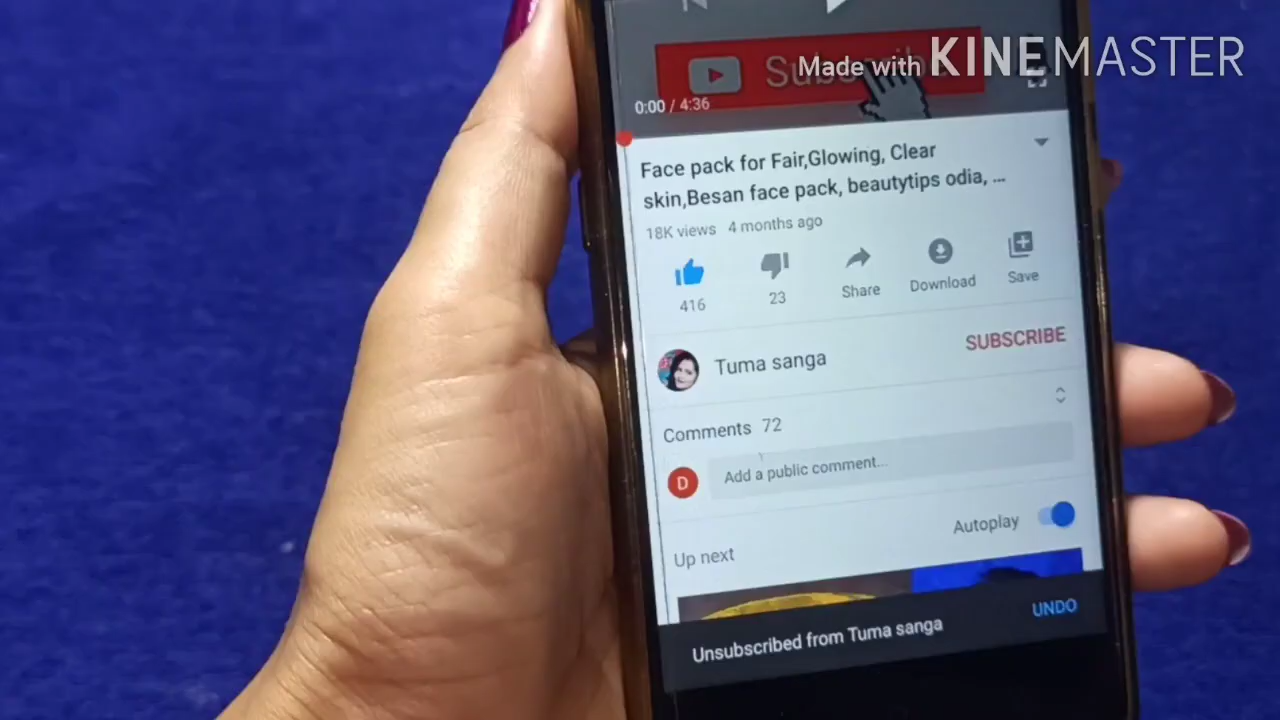 Subscribe
Made with KINEMASTER
0:00 / 4:36
Face pack for Fair,Glowing, Clear
skin,Besan face pack, beautytips odia, ...
18K views 4 months ago
416
23
Share
Download
Save
Tuma sanga
SUBSCRIBE
Comments 72
D
Add a public comment...
Autoplay
Up next
Unsubscribed from Tuma sanga
UNDO